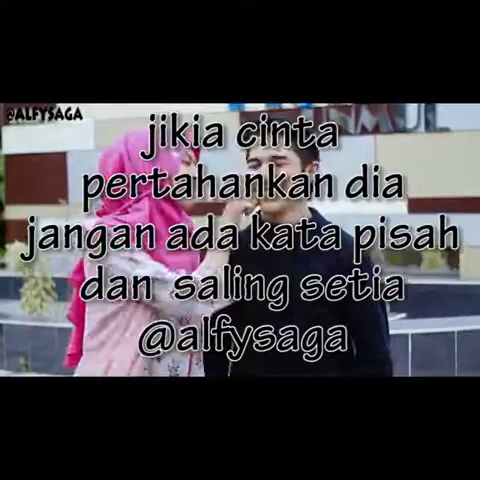 @ALFYSAGA
jikia cinta
pertahankan dia
jangan ada kata pisah
dan saling setia
@alfysaga